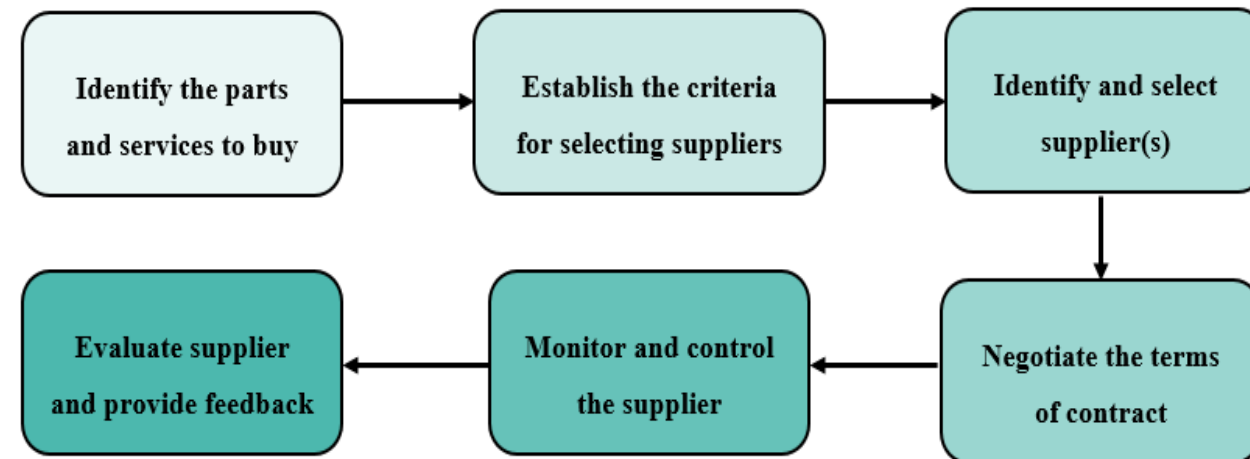 Identify the parts
and services to buy
Establish the criteria
for selecting suppliers
Identify and select
supplier(s)
Negotiate the terms
of contract
Monitor and control
the supplier
Evaluate supplier
and provide feedback